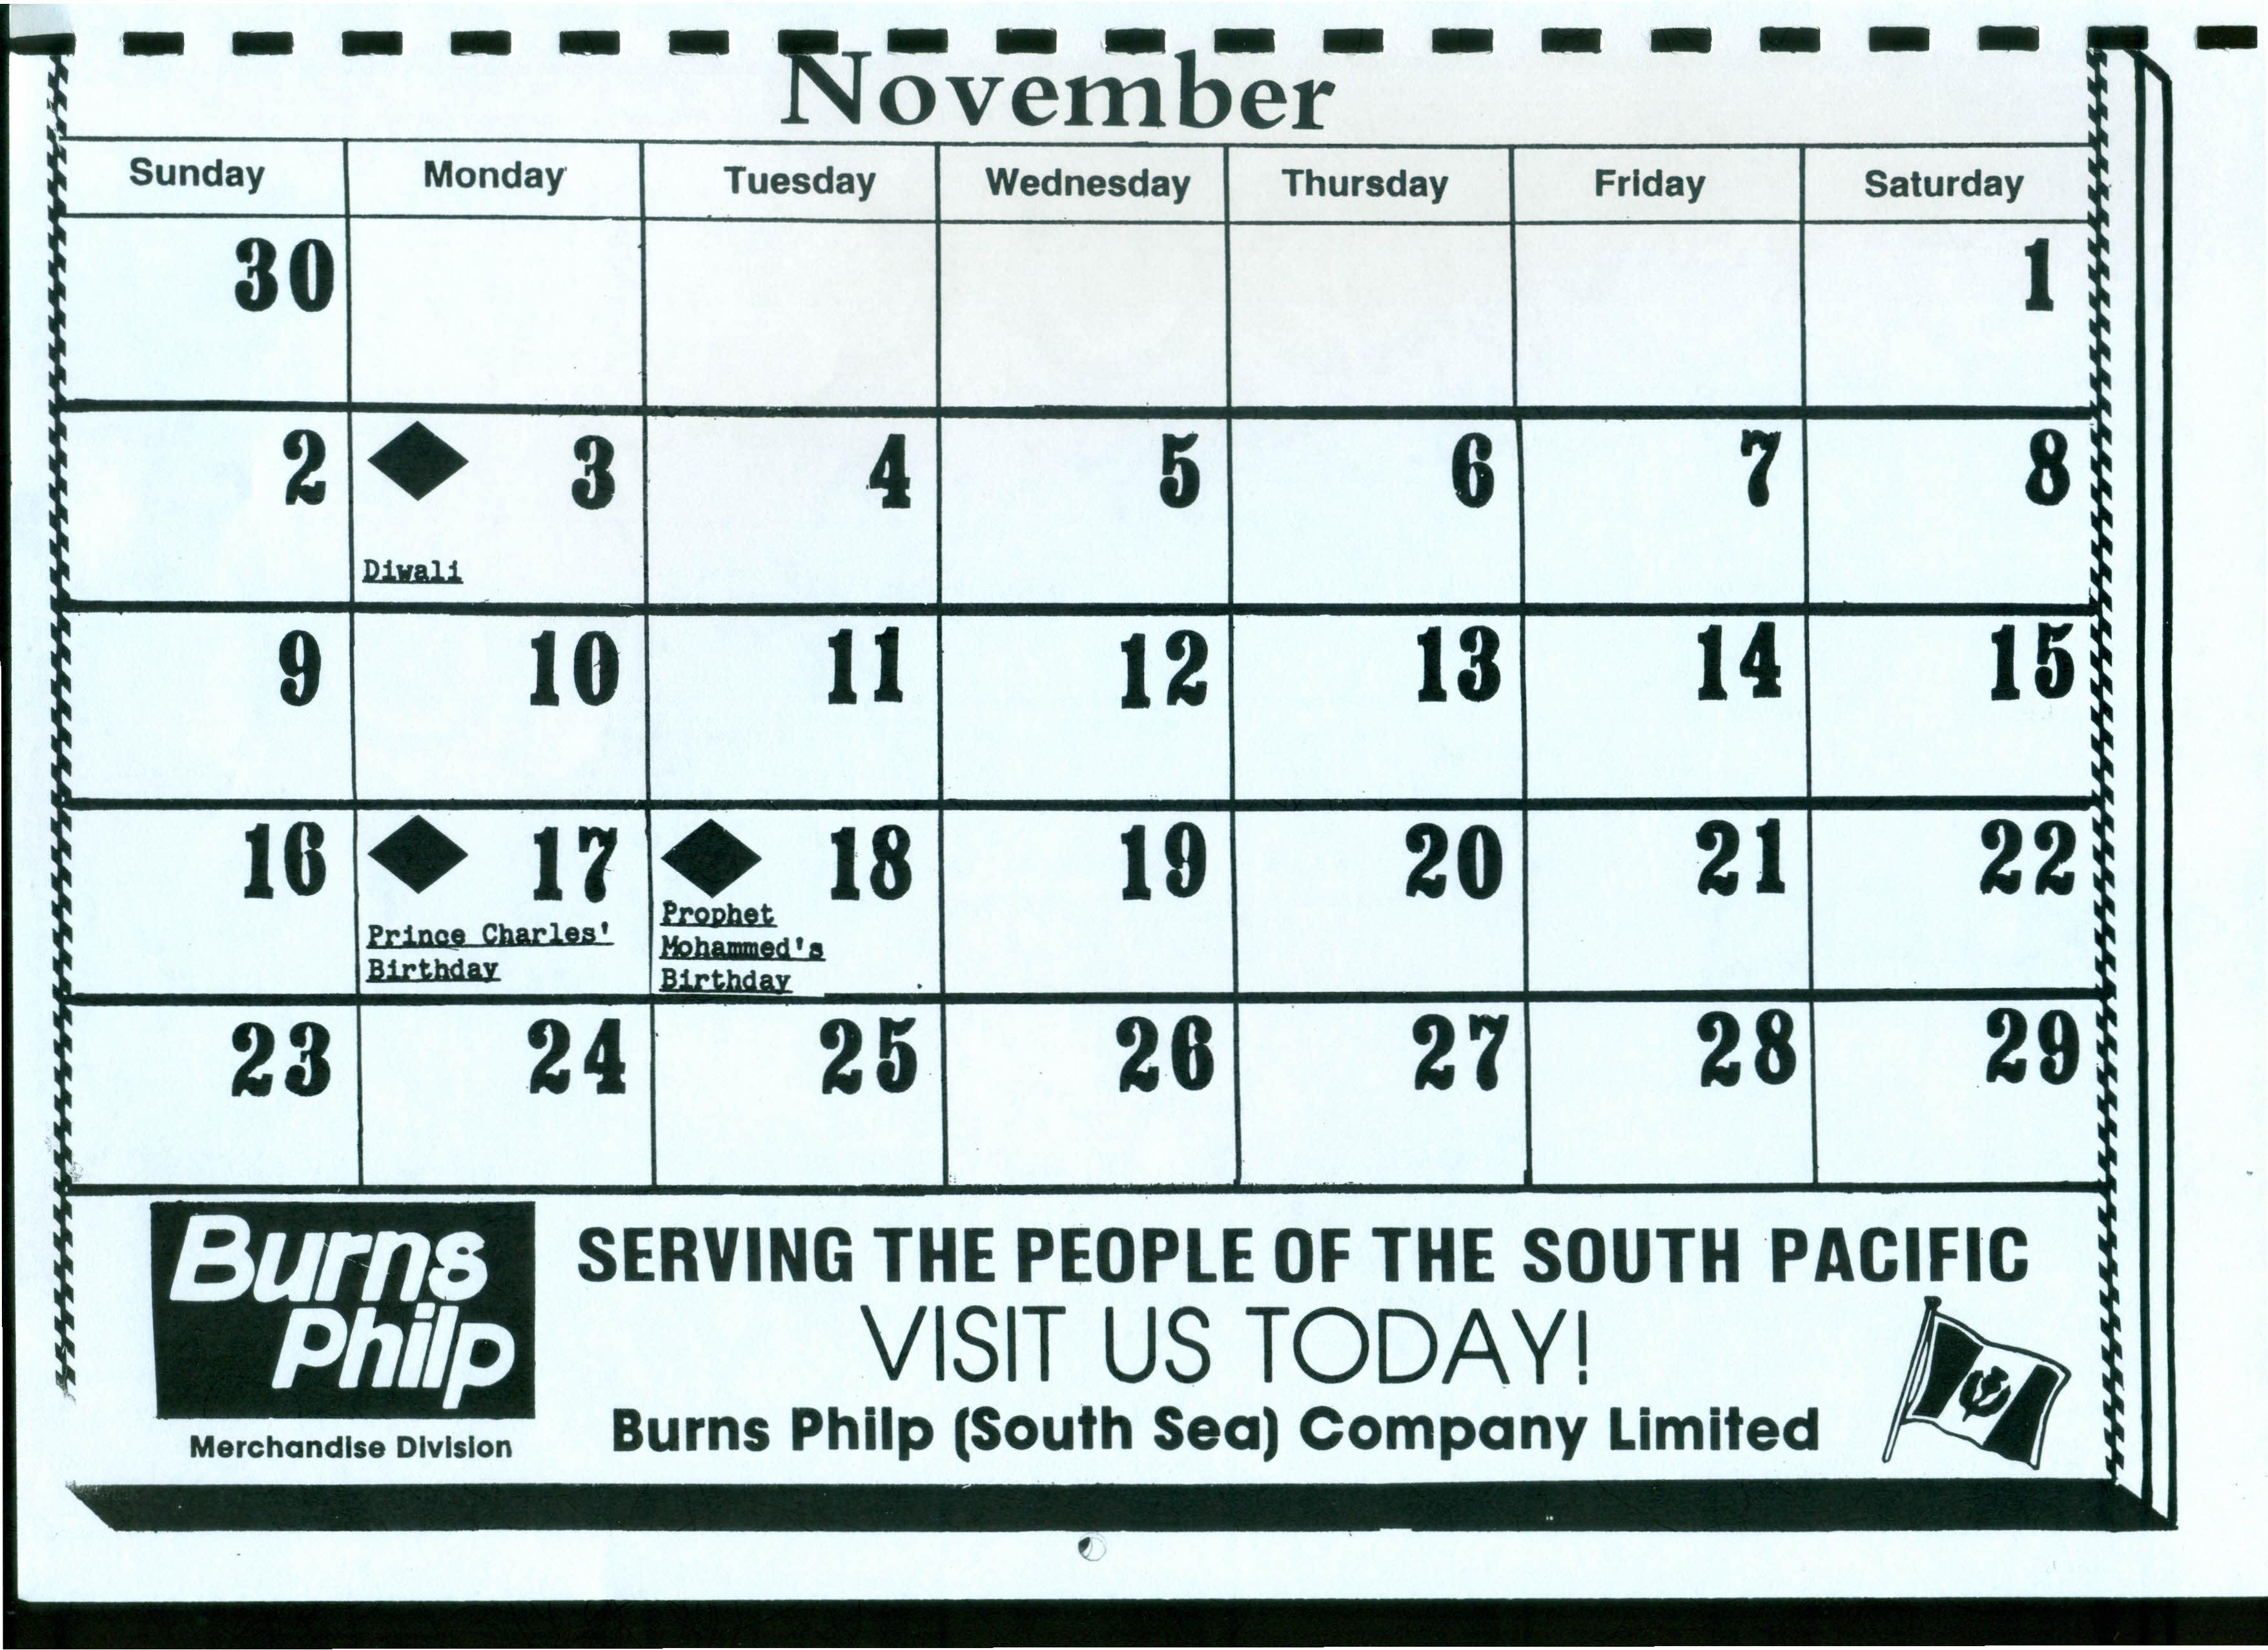 November
Sunday Monday Tuesday Wednesday Thursday Friday Saturday
30 1
2 3 4 5 6 7 8
Diwali
9 10 11 12 13 14 15
16 17 18 19 20 21 22
Prince Charles'
Birthday
Prophet
Mohammed's
Birthday
23 24 25 26 27 28 29
Burns
Philp
Merchandise Division
SERVING THE PEOPLE OF THE SOUTH PACIFIC
VISIT US TODAY!
Burns Philp (South Sea) Company Limited